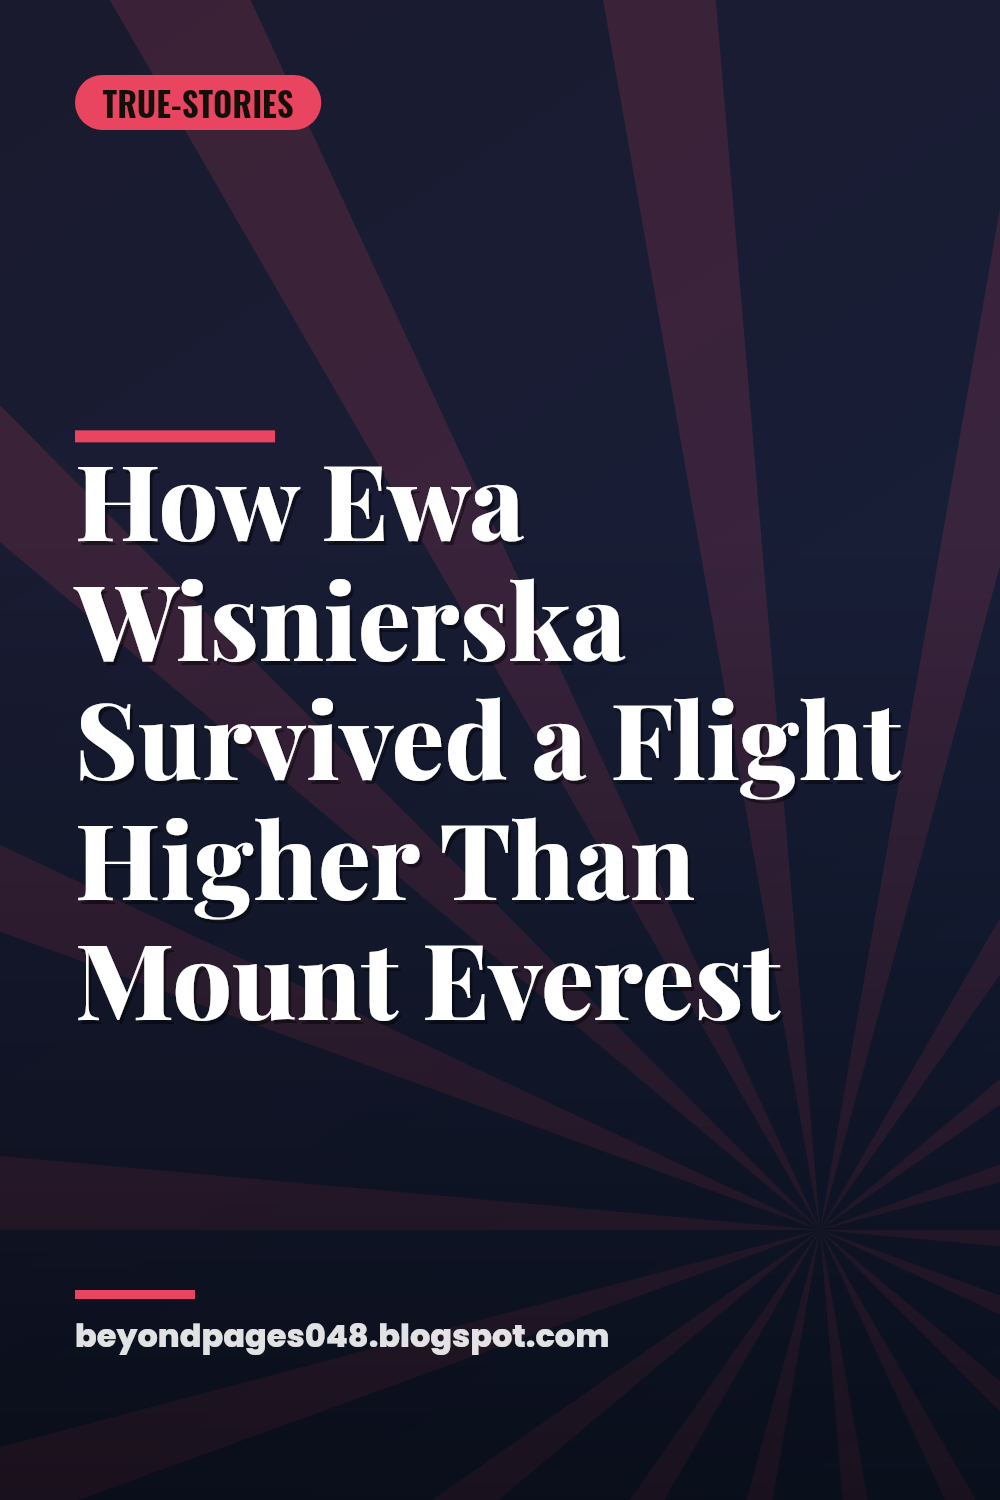 TRUE-STORIES
How Ewa
Wisnierska
Survived a Flight
Higher Than
Mount Everest
beyondpages048.blogspot.com